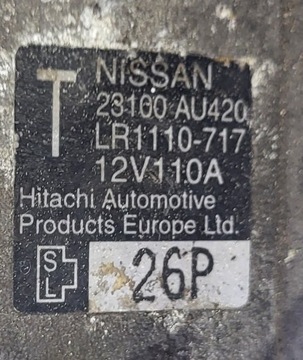 T
NISSAN
23100 AU420
LR1110-717
12V110A
Hitachi Automotive
Products Europe Ltd.
S
L
26P